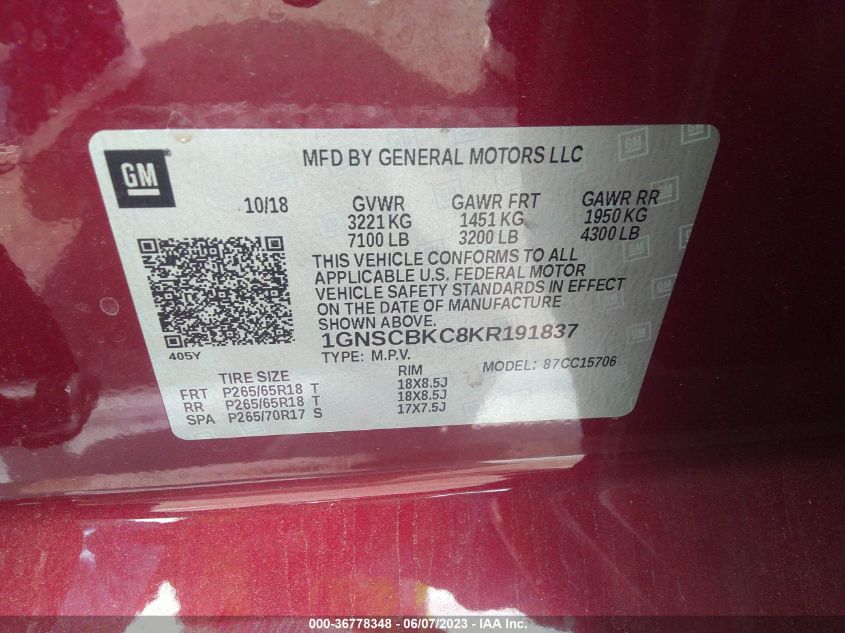 GM
MFD BY GENERAL MOTORS LLC
10/18 GVWR GAWR FRT GAWR RR
3221 KG 1451 KG 1950 KG
7100 LB 3200 LB 4300 LB
THIS VEHICLE CONFORMS TO ALL
APPLICABLE U.S. FEDERAL MOTOR
VEHICLE SAFETY STANDARDS IN EFFECT
ON THE DATE OF MANUFACTURE
SHOWN ABOVE.
1GNSCBKC8KR191837
405Y
TYPE: M.P.V. MODEL: 87CC15706
TIRE SIZE RIM
FRT P265/65R18 T 18X8.5J
RR P265/65R18 T 18X8.5J
SPA P265/70R17 S 17X7.5J
000-36778348 - 06/07/2023 - IAA Inc.